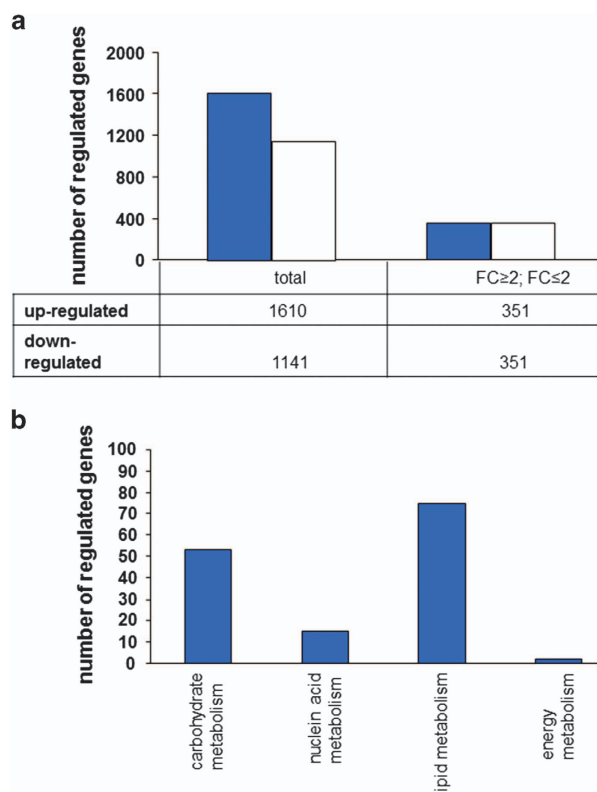 a
number of regulated genes
2000
1600
1200
800
400
0
total FC≥2; FC≤2
up-regulated 1610 351
down-
regulated 1141 351
b
number of regulated genes
100
90
80
70
60
50
40
30
20
10
0
carbohydrate
metabolism
nuclein acid
metabolism
lipid metabolism
energy
metabolism